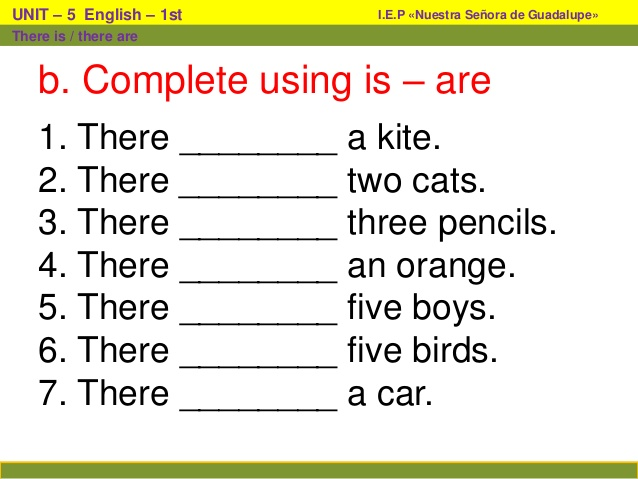 UNIT – 5 English – 1st
I.E.P «Nuestra Señora de Guadalupe»
There is / there are
b. Complete using is – are
1. There ________ a kite.
2. There ________ two cats.
3. There ________ three pencils.
4. There ________ an orange.
5. There ________ five boys.
6. There ________ five birds.
7. There ________ a car.